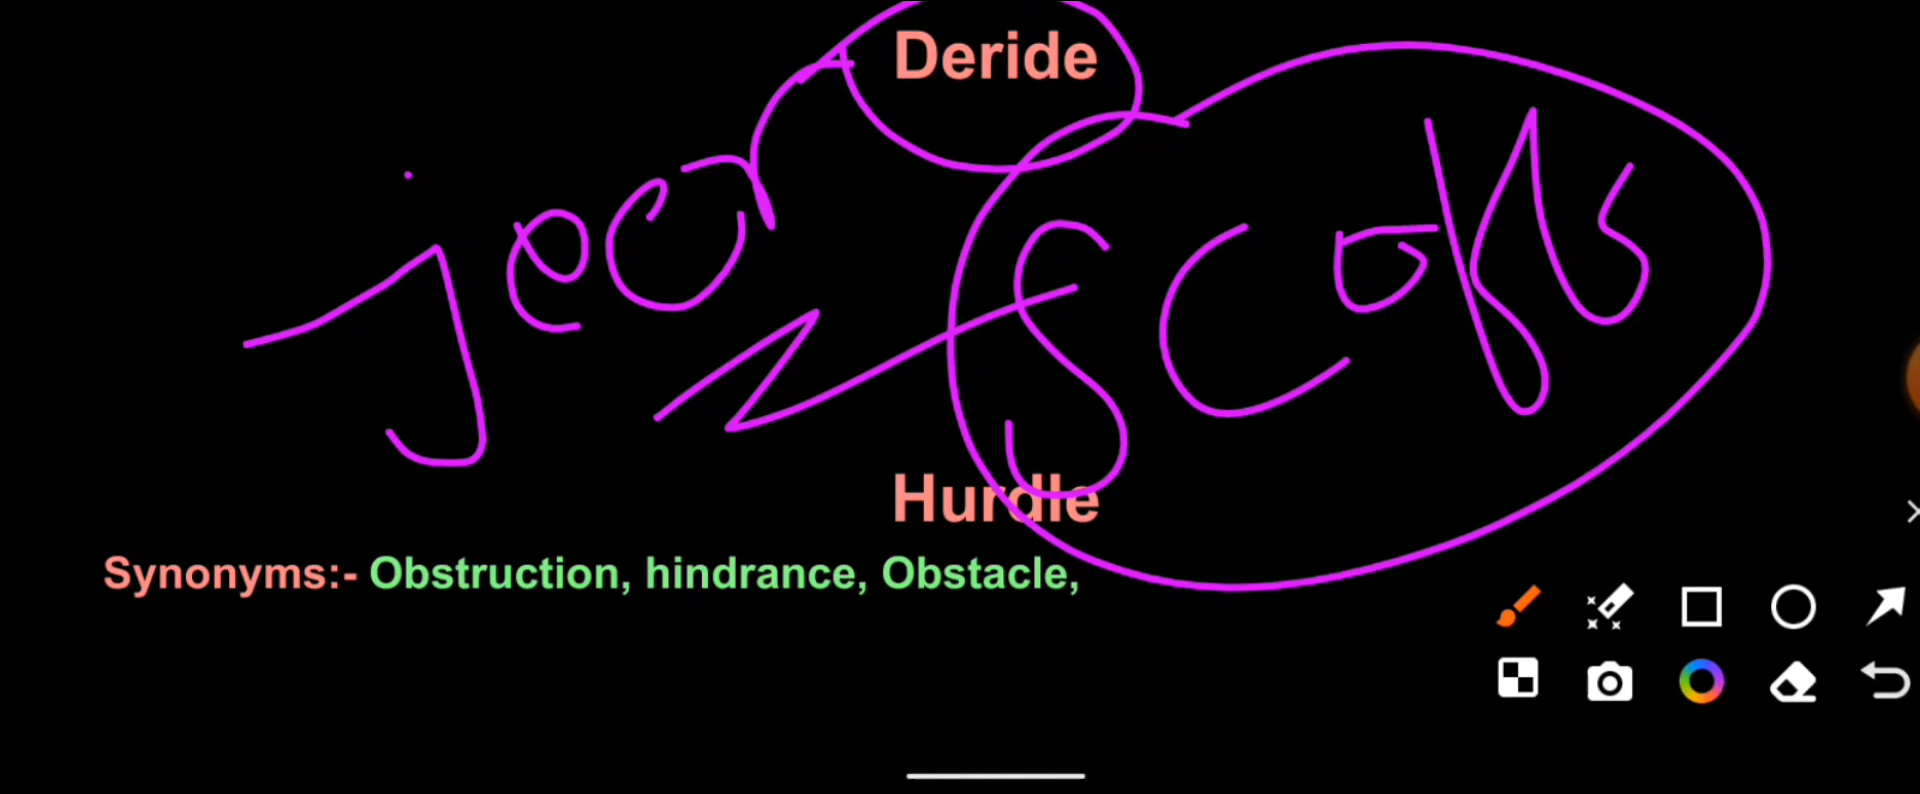 Deride
jeer
Scoffs
Hurdle
Synonyms:- Obstruction, hindrance, Obstacle,